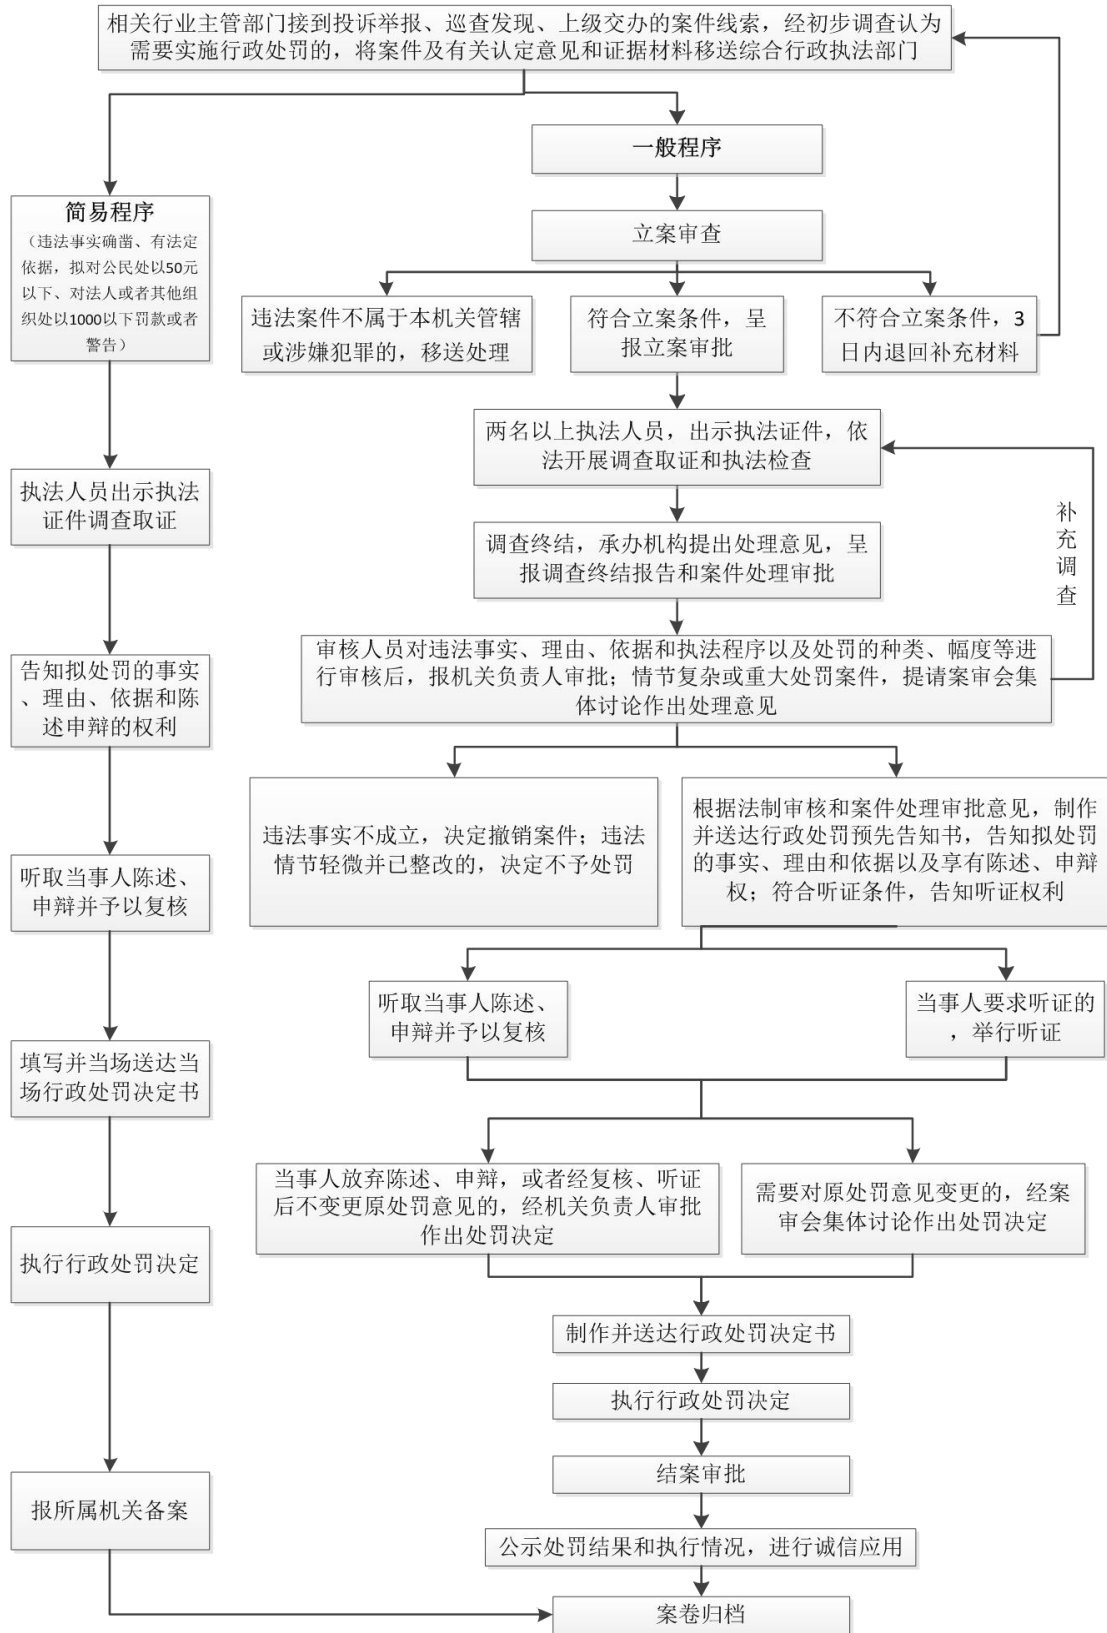 相关行业主管部门接到投诉举报、巡查发现、上级交办的案件线索，经初步调查认为
需要实施行政处罚的，将案件及有关认定意见和证据材料移送综合行政执法部门
一般程序
简易程序
（违法事实确凿、有法定
依据，拟对公民处以50元
以下、对法人或者其他组
织处以1000以下罚款或者
警告）
立案审查
违法案件不属于本机关管辖
或涉嫌犯罪的，移送处理
符合立案条件，呈
报立案审批
不符合立案条件，3
日内退回补充材料
两名以上执法人员，出示执法证件，依
法开展调查取证和执法检查
执法人员出示执法
证件调查取证
补充调查
调查终结，承办机构提出处理意见，呈
报调查终结报告和案件处理审批
审核人员对违法事实、理由、依据和执法程序以及处罚的种类、幅度等进
行审核后，报机关负责人审批；情节复杂或重大处罚案件，提请案审会集
体讨论作出处理意见
告知拟处罚的事实
、理由、依据和陈
述申辩的权利
违法事实不成立，决定撤销案件；违法
情节轻微并已整改的，决定不予处罚
根据法制审核和案件处理审批意见，制作
并送达行政处罚预先告知书，告知拟处罚
的事实、理由和依据以及享有陈述、申辩
权；符合听证条件，告知听证权利
听取当事人陈述、
申辩并予以复核
听取当事人陈述、
申辩并予以复核
当事人要求听证的
，举行听证
填写并当场送达当
场行政处罚决定书
当事人放弃陈述、申辩，或者经复核、听证
后不变更原处罚意见的，经机关负责人审批
作出处罚决定
需要对原处罚意见变更的，经案
审会集体讨论作出处罚决定
执行行政处罚决定
制作并送达行政处罚决定书
执行行政处罚决定
结案审批
报所属机关备案
公示处罚结果和执行情况，进行诚信应用
案卷归档